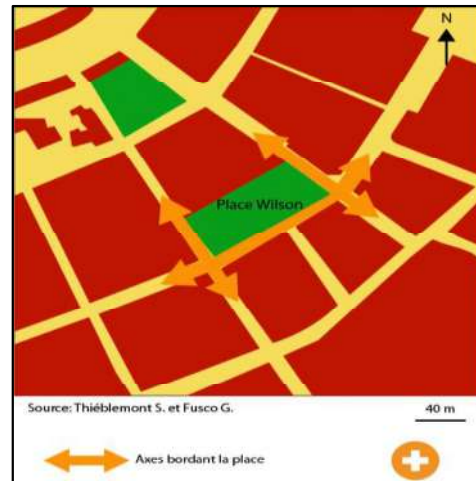 N
Place Wilson
Source: Thiéblemont S. et Fusco G.
40 m
Axes bordant la place